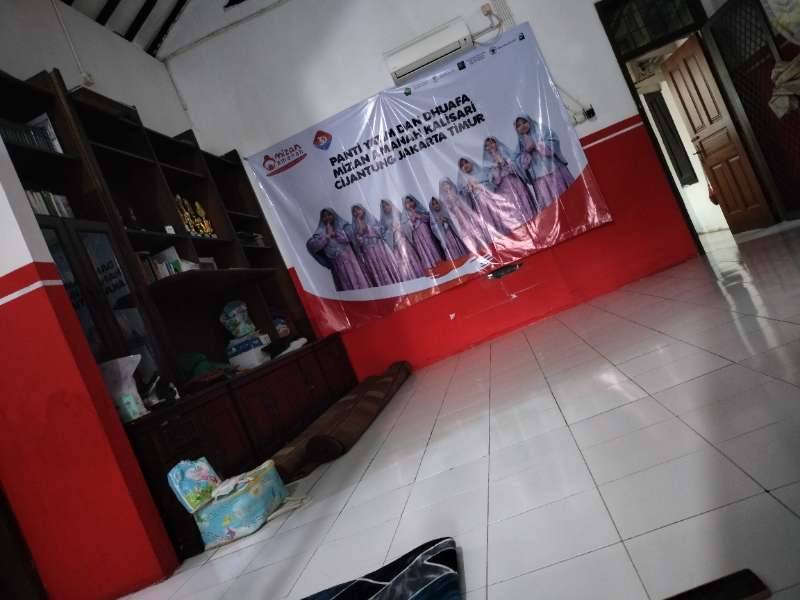 mizan
amanah
PANTI YATIM DAN DHUAFA
MIZAN AMANAH KALISARI
CIJANTUNG JAKARTA TIMUR